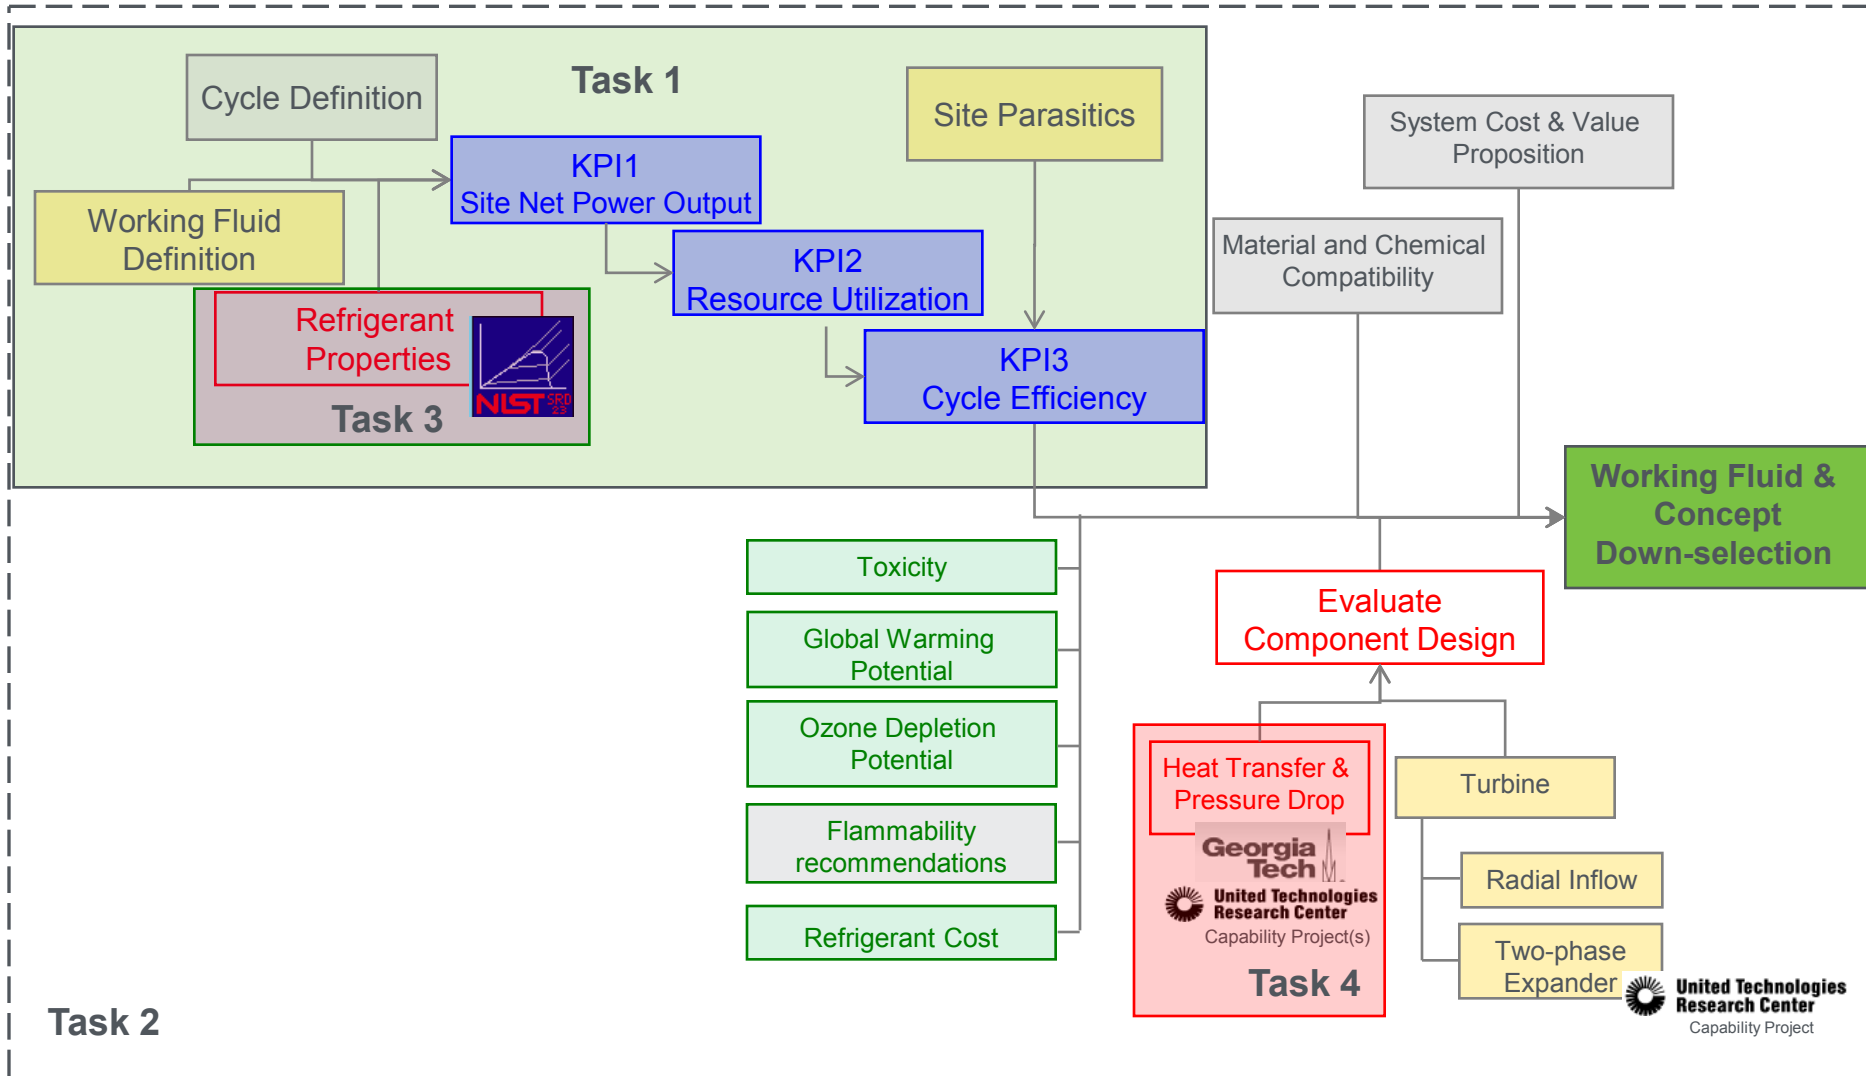 Task 1
Cycle Definition
Site Parasitics
System Cost & Value
Proposition
KPI1
Site Net Power Output
Working Fluid
Definition
KPI2
Resource Utilization
Material and Chemical
Compatibility
Refrigerant
Properties
NIST SRD
23
Task 3
KPI3
Cycle Efficiency
Working Fluid &
Concept
Down-selection
Toxicity
Global Warming
Potential
Ozone Depletion
Potential
Flammability
recommendations
Refrigerant Cost
Evaluate
Component Design
Heat Transfer &
Pressure Drop
Georgia
Tech
United Technologies
Research Center
Capability Project(s)
Task 4
Turbine
Radial Inflow
Two-phase
Expander
United Technologies
Research Center
Capability Project
Task 2